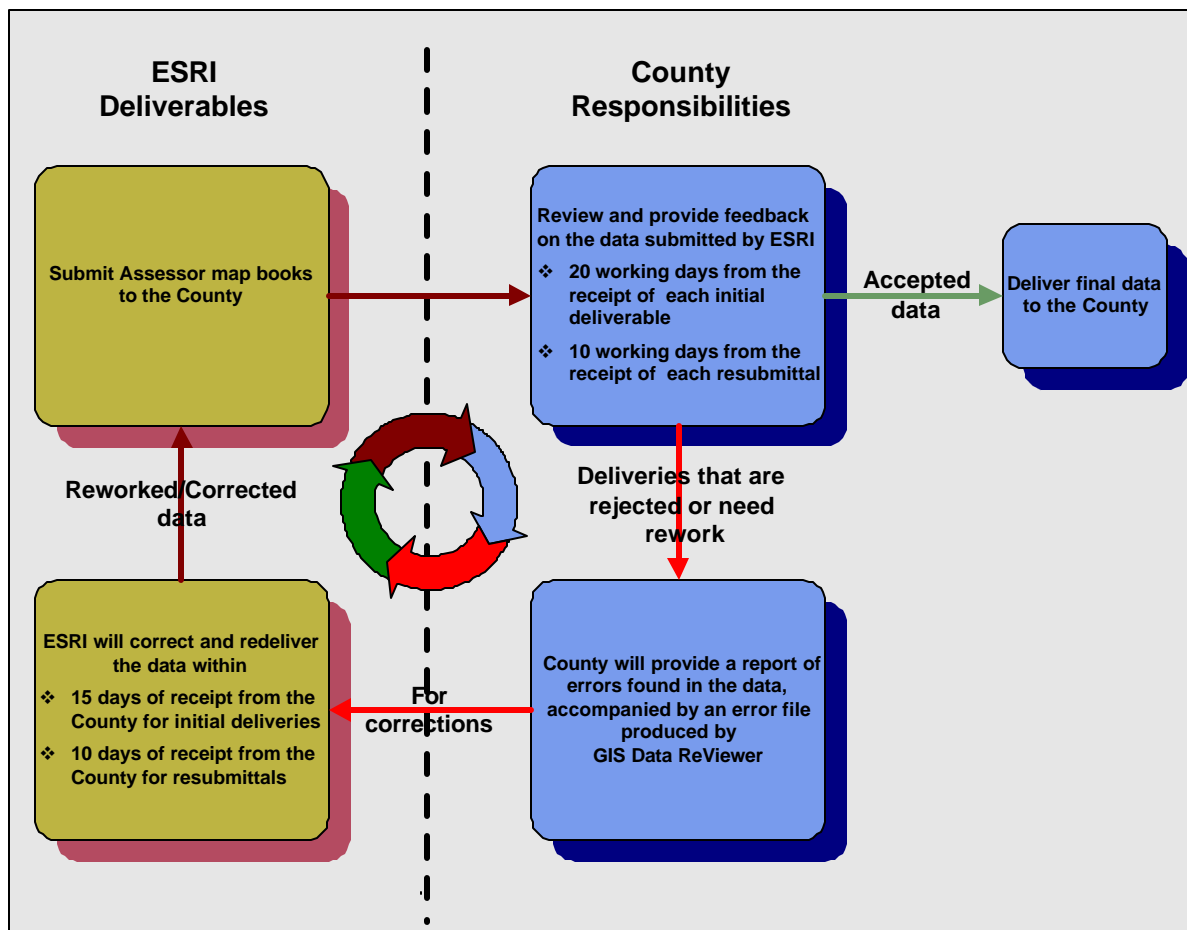 ESRI
Deliverables
County
Responsibilities
Submit Assessor map books
to the County
Review and provide feedback
on the data submitted by ESRI
❖ 20 working days from the
receipt of each initial
deliverable
❖ 10 working days from the
receipt of each resubmittal
Accepted
data
Deliver final data
to the County
Reworked/Corrected
data
Deliveries that are
rejected or need
rework
ESRI will correct and redeliver
the data within
❖ 15 days of receipt from the
County for initial deliveries
❖ 10 days of receipt from the
County for resubmittals
For
corrections
County will provide a report of
errors found in the data,
accompanied by an error file
produced by
GIS Data ReViewer